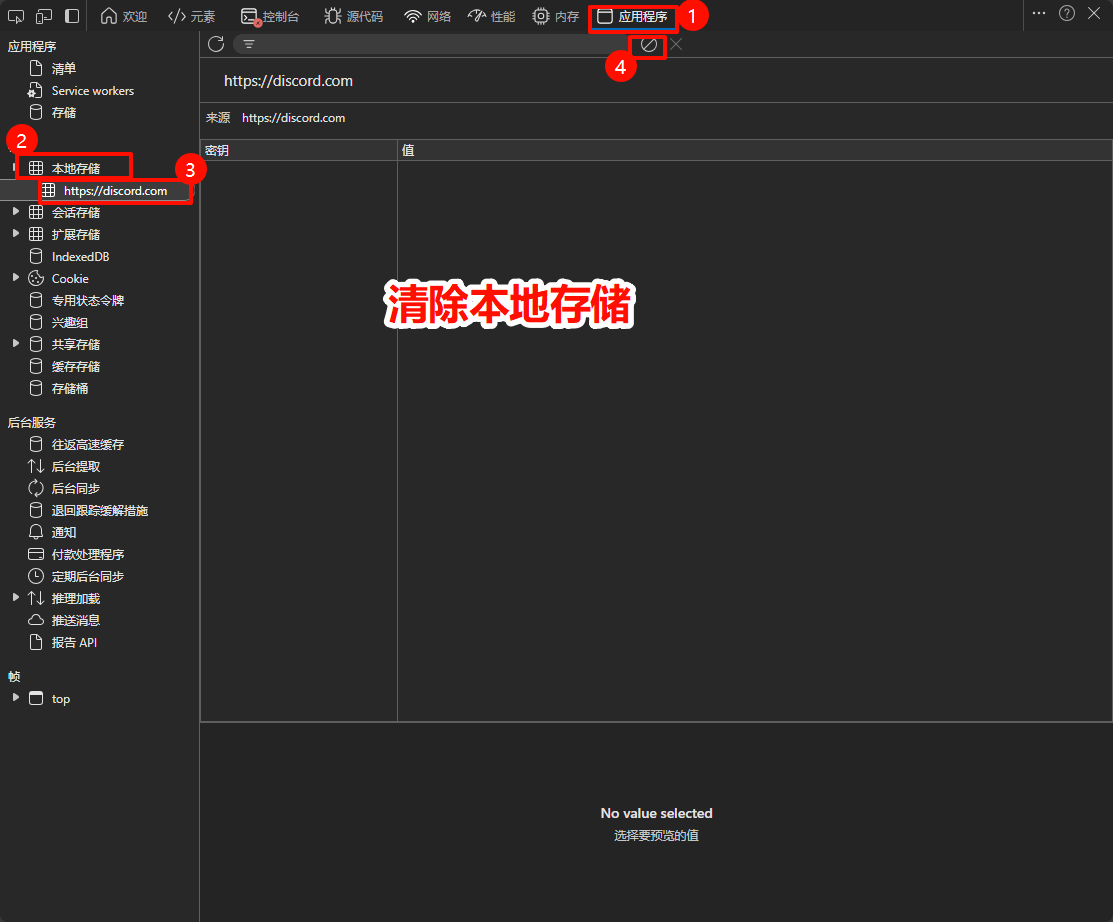 欢迎 元素 控制台 源代码 网络 性能 内存 应用程序 1
4
应用程序
清单
Service workers
存储
2
本地存储
3
https://discord.com
会话存储
扩展存储
IndexedDB
Cookie
专用状态令牌
兴趣组
共享存储
缓存存储
存储桶
后台服务
往返高速缓存
后台提取
后台同步
退回跟踪缓解措施
通知
付款处理程序
定期后台同步
推理加载
推送消息
报告 API
帧
top
https://discord.com
来源 https://discord.com
密钥 值
清除本地存储
No value selected
选择要预览的值